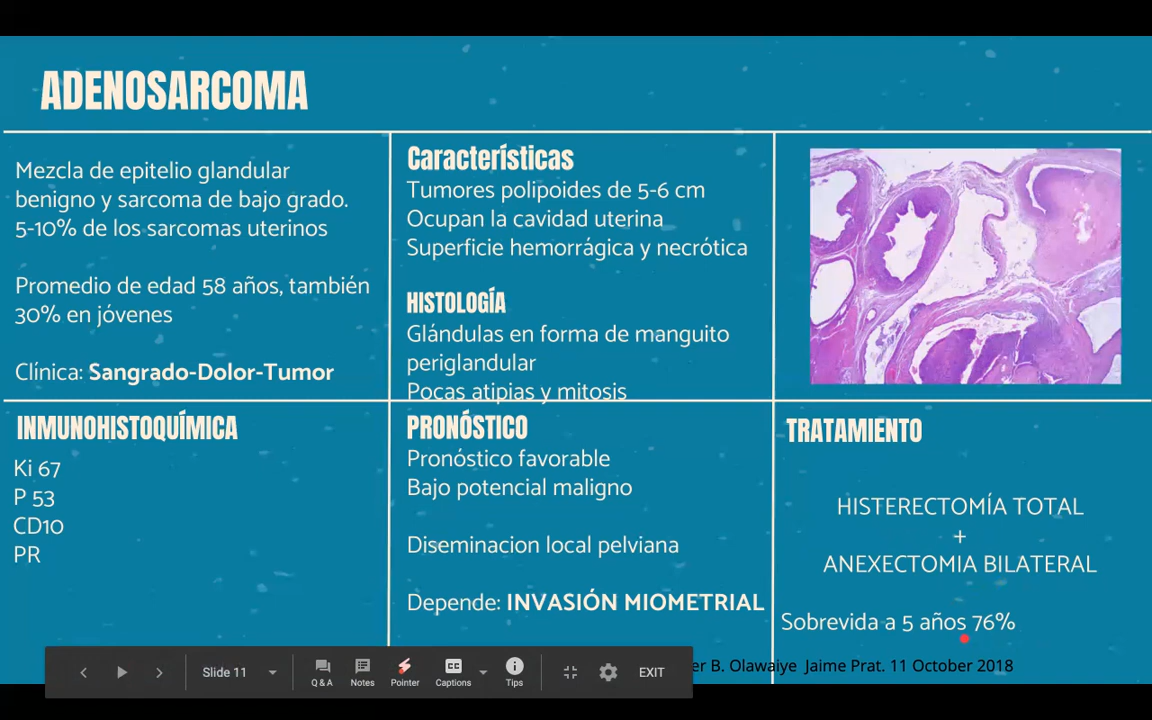 ADENOSARCOMA
Mezcla de epitelio glandular
benigno y sarcoma de bajo grado.
5-10% de los sarcomas uterinos
Promedio de edad 58 años, también
30% en jóvenes
Clínica: Sangrado-Dolor-Tumor
Características
Tumores polipoides de 5-6 cm
Ocupan la cavidad uterina
Superficie hemorrágica y necrótica
HISTOLOGÍA
Glándulas en forma de manguito
periglandular
Pocas atipias y mitosis
INMUNOHISTOQUÍMICA
Ki 67
P 53
CD10
PR
PRONÓSTICO
Pronóstico favorable
Bajo potencial maligno
Diseminacion local pelviana
Depende: INVASIÓN MIOMETRIAL
TRATAMIENTO
HISTERECTOMÍA TOTAL
+
ANEXECTOMIA BILATERAL
Sobrevida a 5 años 76%
B. Olawaiye Jaime Prat. 11 October 2018
Slide 11
Q & A
Notes
Pointer
CC
Captions
Tips
EXIT